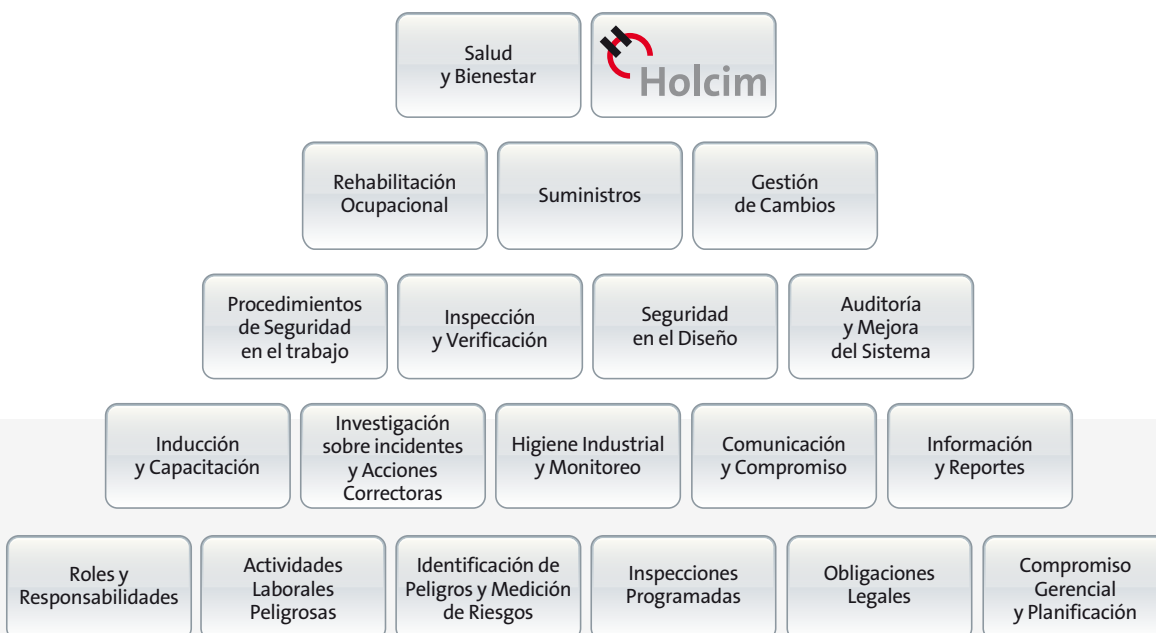 Salud
y Bienestar
Holcim
Rehabilitación
Ocupacional
Suministros
Gestión
de Cambios
Procedimientos
de Seguridad
en el trabajo
Inspección
y Verificación
Seguridad
en el Diseño
Auditoría
y Mejora
del Sistema
Inducción
y Capacitación
Investigación
sobre incidentes
y Acciones
Correctoras
Higiene Industrial
y Monitoreo
Comunicación
y Compromiso
Información
y Reportes
Roles y
Responsabilidades
Actividades
Laborales
Peligrosas
Identificación de
Peligros y Medición
de Riesgos
Inspecciones
Programadas
Obligaciones
Legales
Compromiso
Gerencial
y Planificación